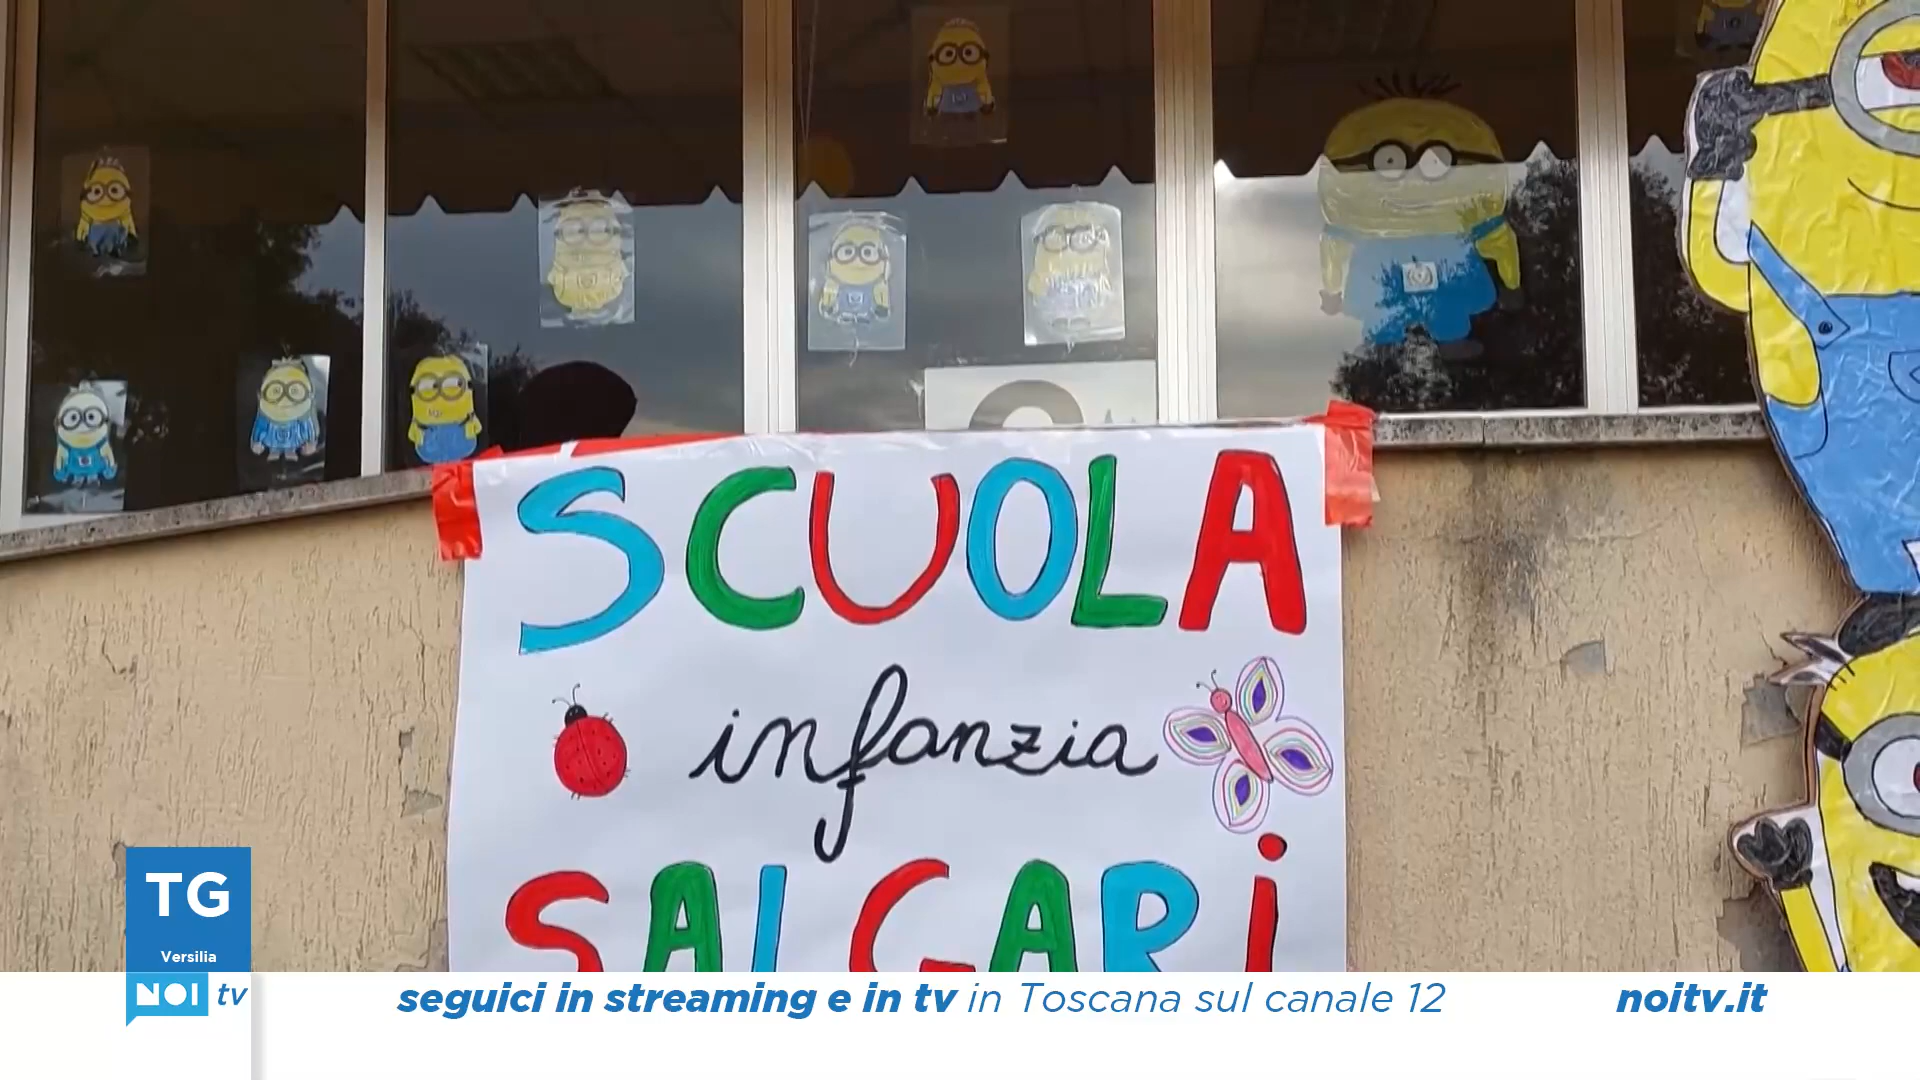 SCUOLA
infanzia
SALGARi
TG
Versilia
NOI tv
seguici in streaming e in tv in Toscana sul canale 12
noitv.it